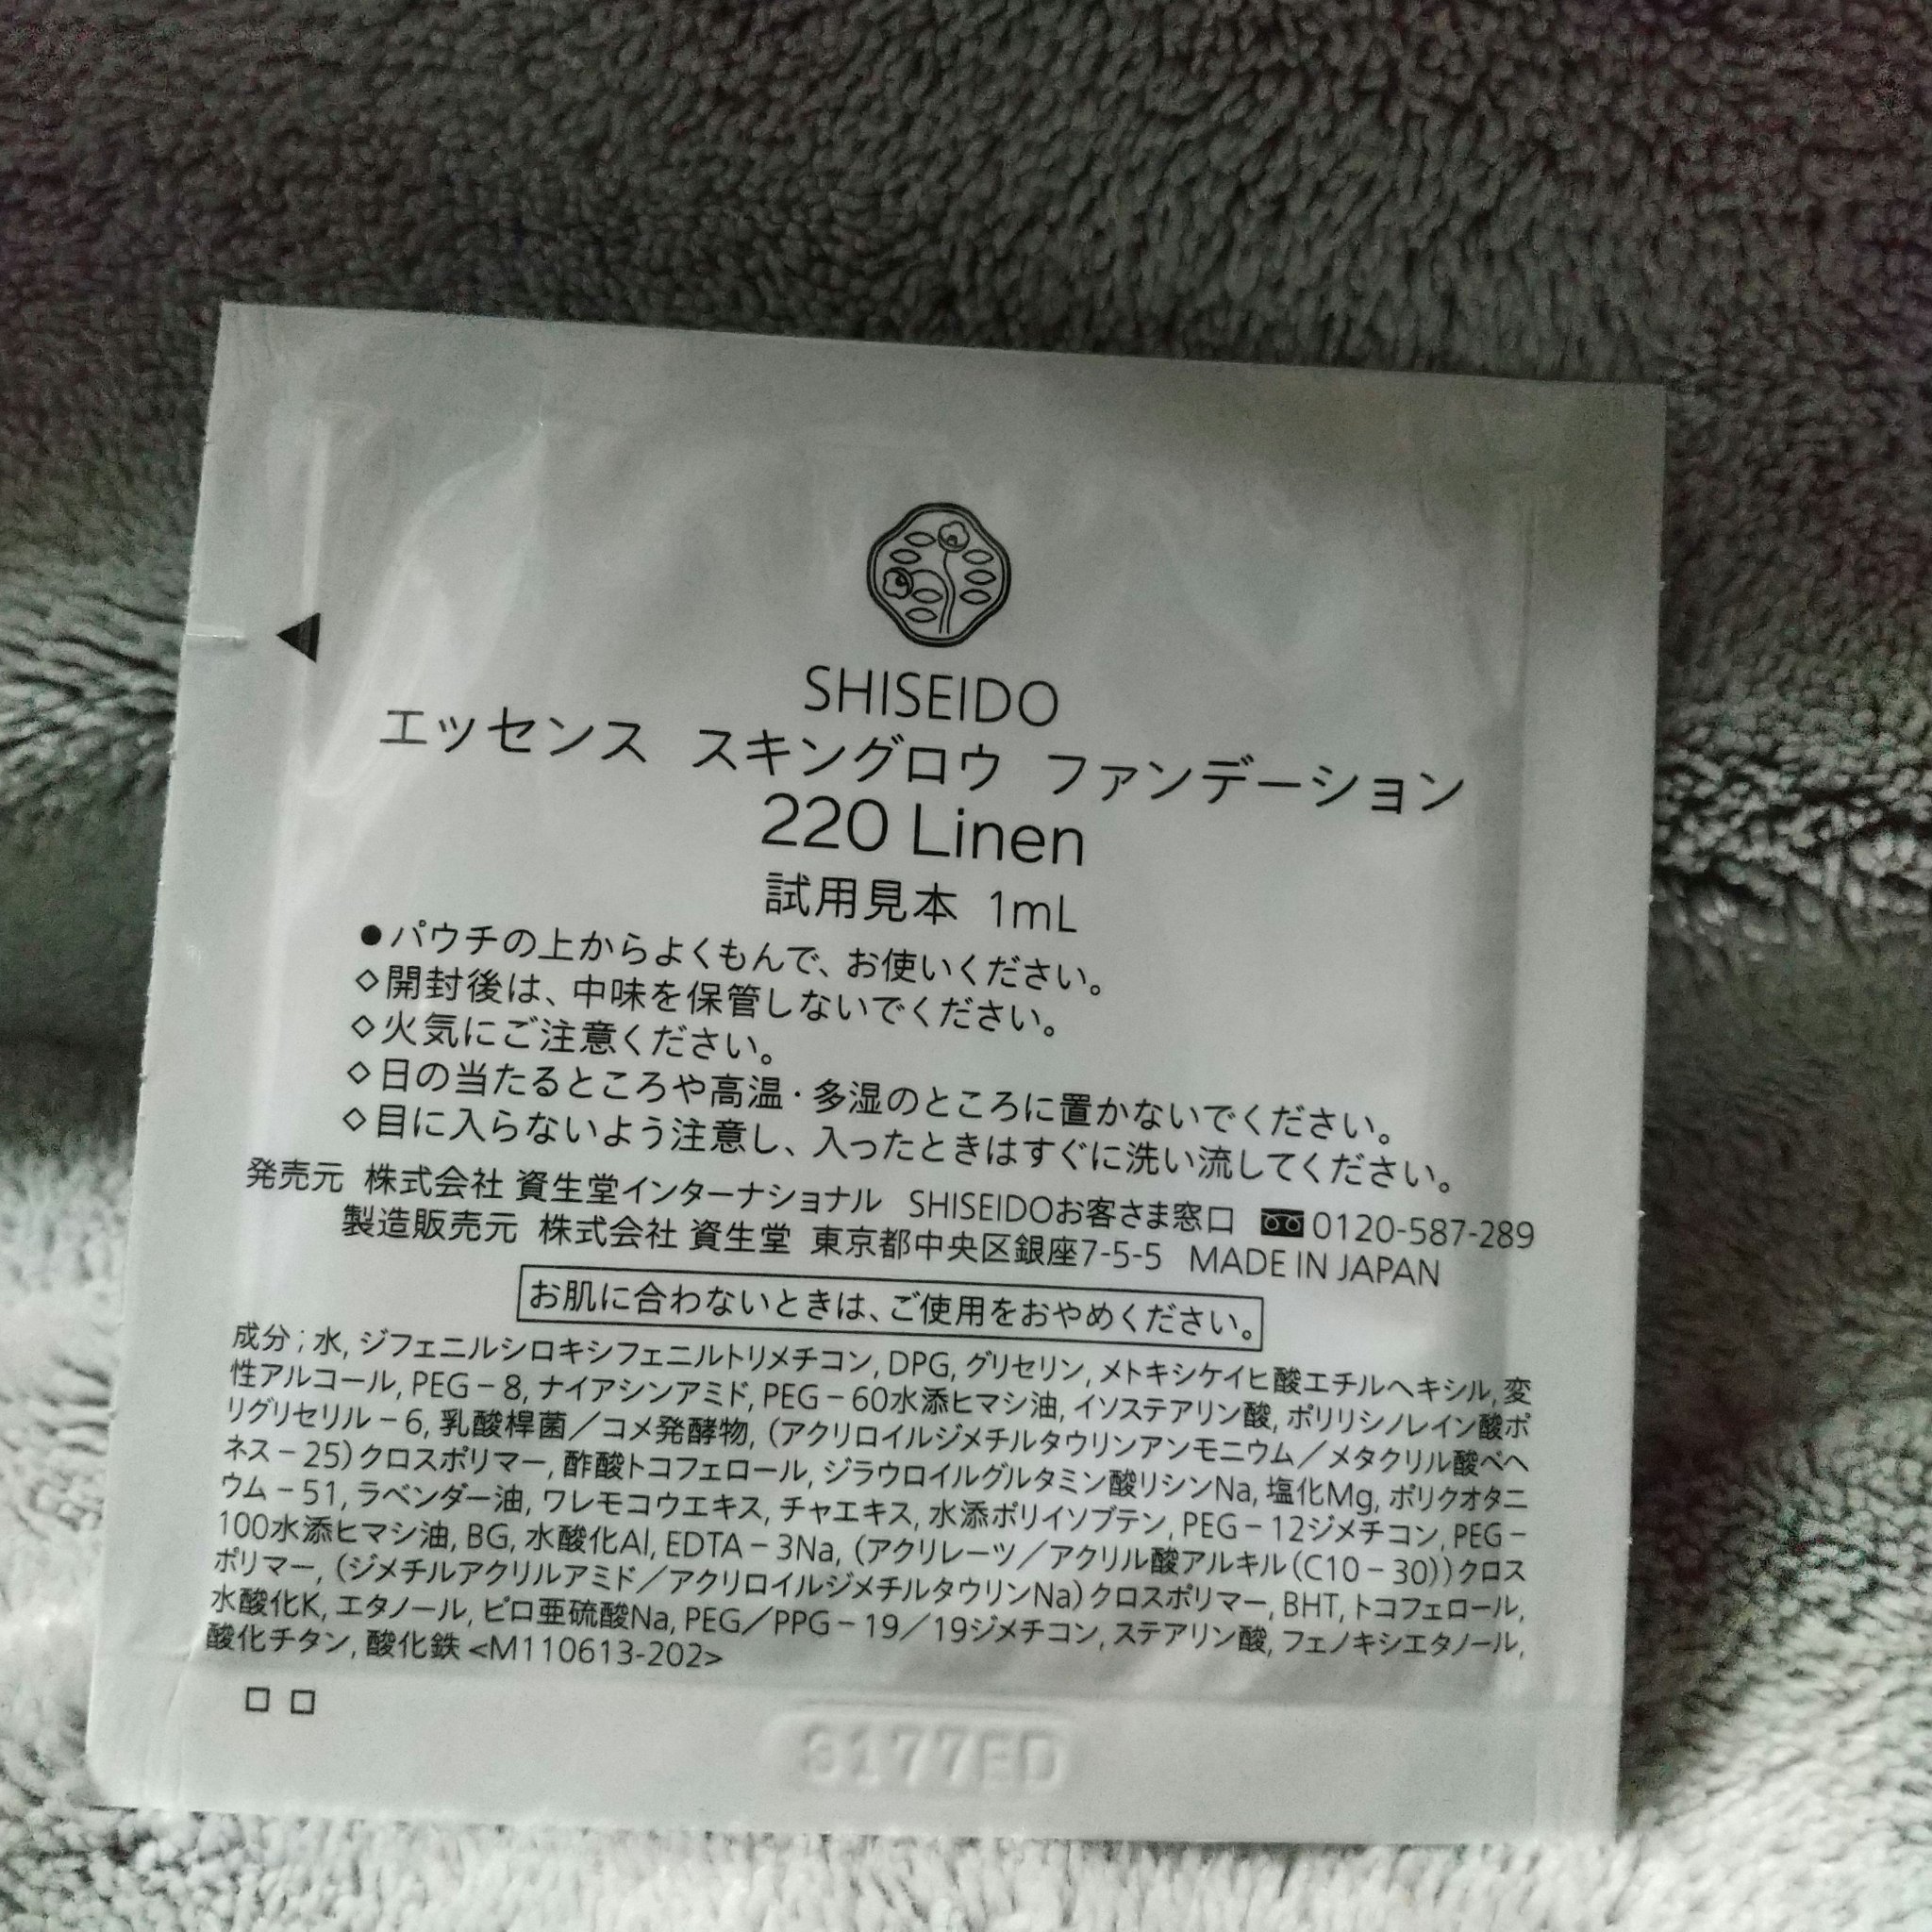 SHISEIDO
エッセンス スキングロウ ファンデーション
220 Linen
試用見本 1mL
●パウチの上からよくもんで、お使いください。
◇開封後は、中味を保管しないでください。
◇火気にご注意ください。
◇日の当たるところや高温・多湿のところに置かないでください。
◇目に入らないよう注意し、入ったときはすぐに洗い流してください。
発売元 株式会社 資生堂インターナショナル SHISEIDOお客さま窓口 0120-587-289
製造販売元 株式会社 資生堂 東京都中央区銀座7-5-5 MADE IN JAPAN
お肌に合わないときは、ご使用をおやめください。
成分;水, ジフェニルシロキシフェニルトリメチコン, DPG, グリセリン, メトキシケイヒ酸エチルヘキシル, 変
性アルコール, PEG－8, ナイアシンアミド, PEG－60水添ヒマシ油, イソステアリン酸, ポリリシノレイン酸ポ
リグリセリル－6, 乳酸桿菌／コメ発酵物, (アクリロイルジメチルタウリンアンモニウム／メタクリル酸ベヘ
ネス－25)クロスポリマー, 酢酸トコフェロール, ジラウロイルグルタミン酸リシンNa, 塩化Mg, ポリクオタニ
ウム－51, ラベンダー油, ワレモコウエキス, チャエキス, 水添ポリイソブテン, PEG－12ジメチコン, PEG－
100水添ヒマシ油, BG, 水酸化Al, EDTA－3Na, (アクリレーツ／アクリル酸アルキル(C10－30))クロス
ポリマー, (ジメチルアクリルアミド／アクリロイルジメチルタウリンNa)クロスポリマー, BHT, トコフェロール,
水酸化K, エタノール, ピロ亜硫酸Na, PEG／PPG－19／19ジメチコン, ステアリン酸, フェノキシエタノール,
酸化チタン, 酸化鉄 <M110613-202>
3177ED